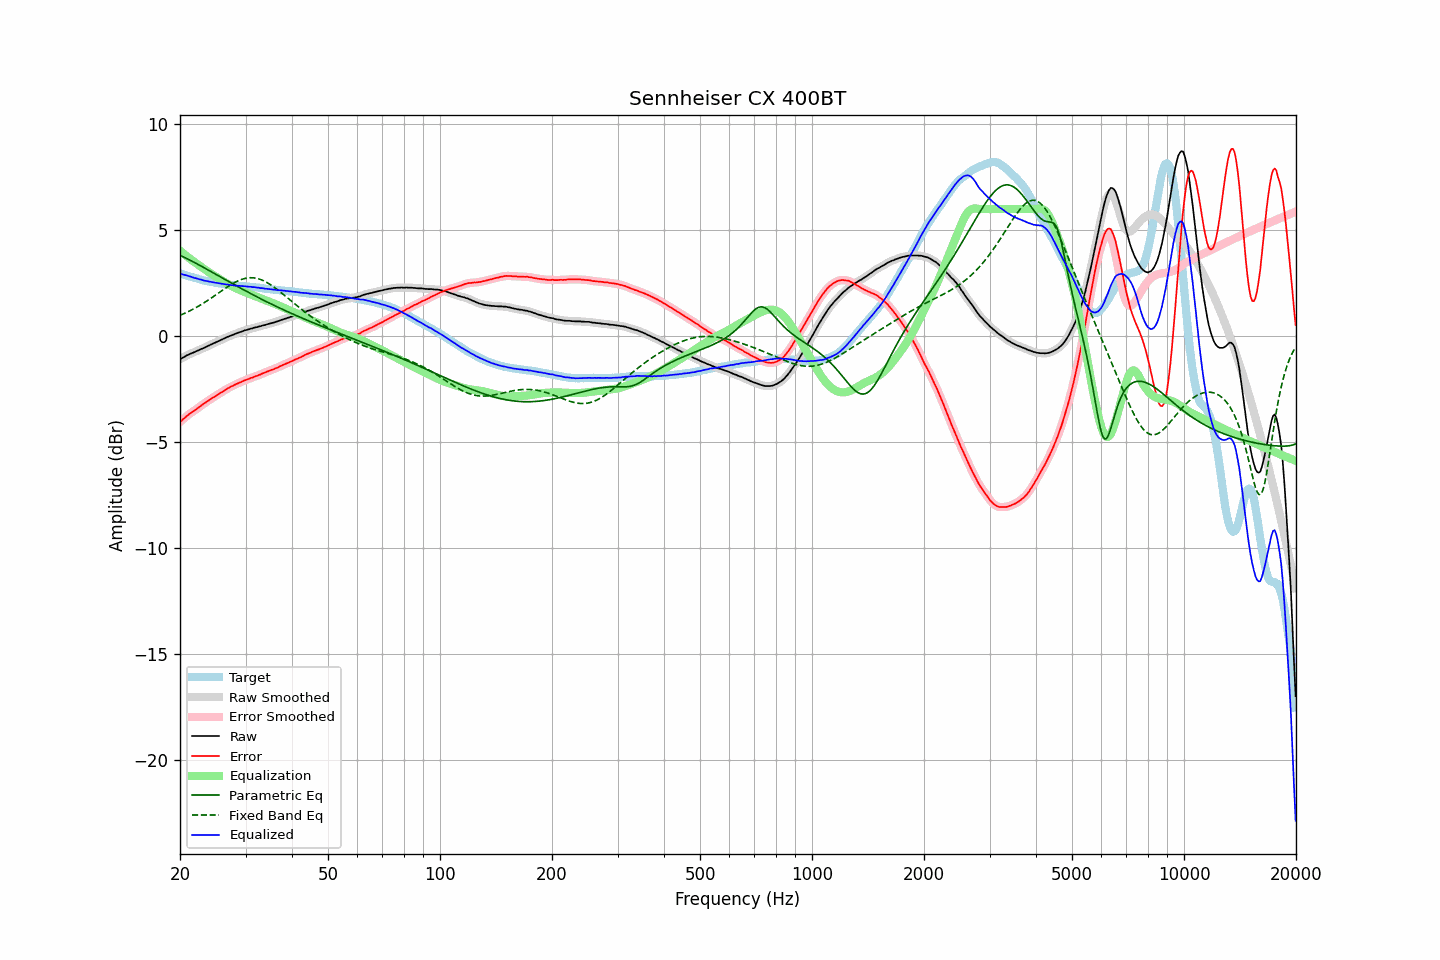 Sennheiser CX 400BT
10
5
0
−5
−10
−15
−20
Amplitude (dBr)
Target
Raw Smoothed
Error Smoothed
Raw
Error
Equalization
Parametric Eq
Fixed Band Eq
Equalized
20 50 100 200 500 1000 2000 5000 10000 20000
Frequency (Hz)